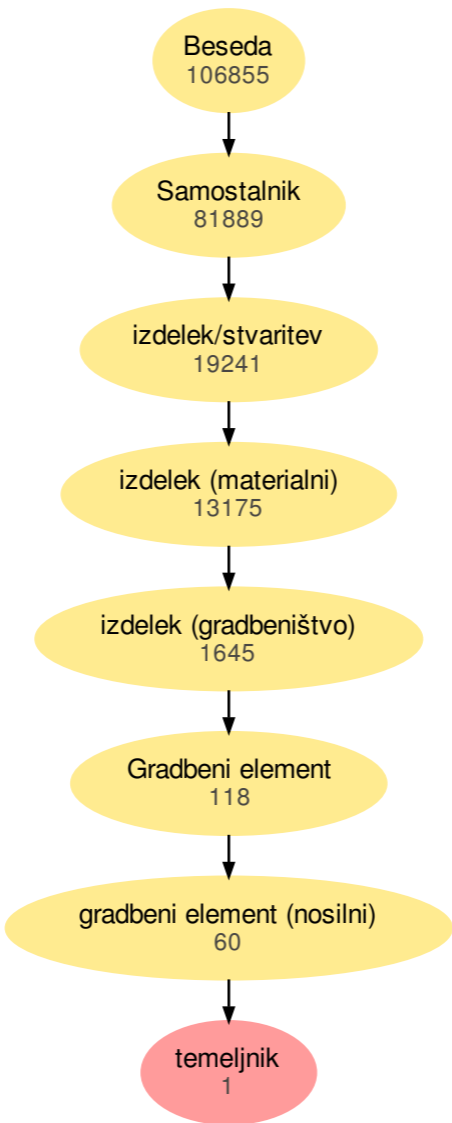 Beseda
106855
Samostalnik
81889
izdelek/stvaritev
19241
izdelek (materialni)
13175
izdelek (gradbeništvo)
1645
Gradbeni element
118
gradbeni element (nosilni)
60
temeljnik
1